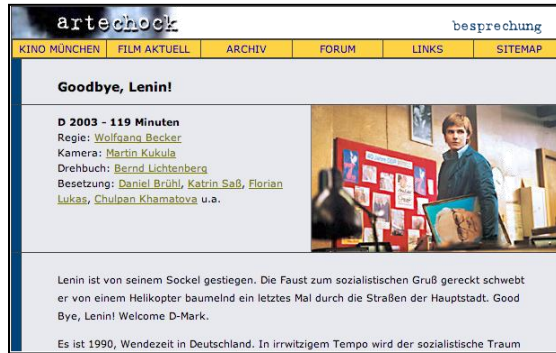 artechock
besprechung
KINO MÜNCHEN FILM AKTUELL ARCHIV FORUM LINKS SITEMAP
Goodbye, Lenin!
D 2003 - 119 Minuten
Regie: Wolfgang Becker
Kamera: Martin Kukula
Drehbuch: Bernd Lichtenberg
Besetzung: Daniel Brühl, Katrin Saß, Florian
Lukas, Chulpan Khamatova u.a.
Lenin ist von seinem Sockel gestiegen. Die Faust zum sozialistischen Gruß gereckt schwebt
er von einem Helikopter baumelnd ein letztes Mal durch die Straßen der Hauptstadt. Good
Bye, Lenin! Welcome D-Mark.
Es ist 1990, Wendezeit in Deutschland. In irrwitzigem Tempo wird der sozialistische Traum